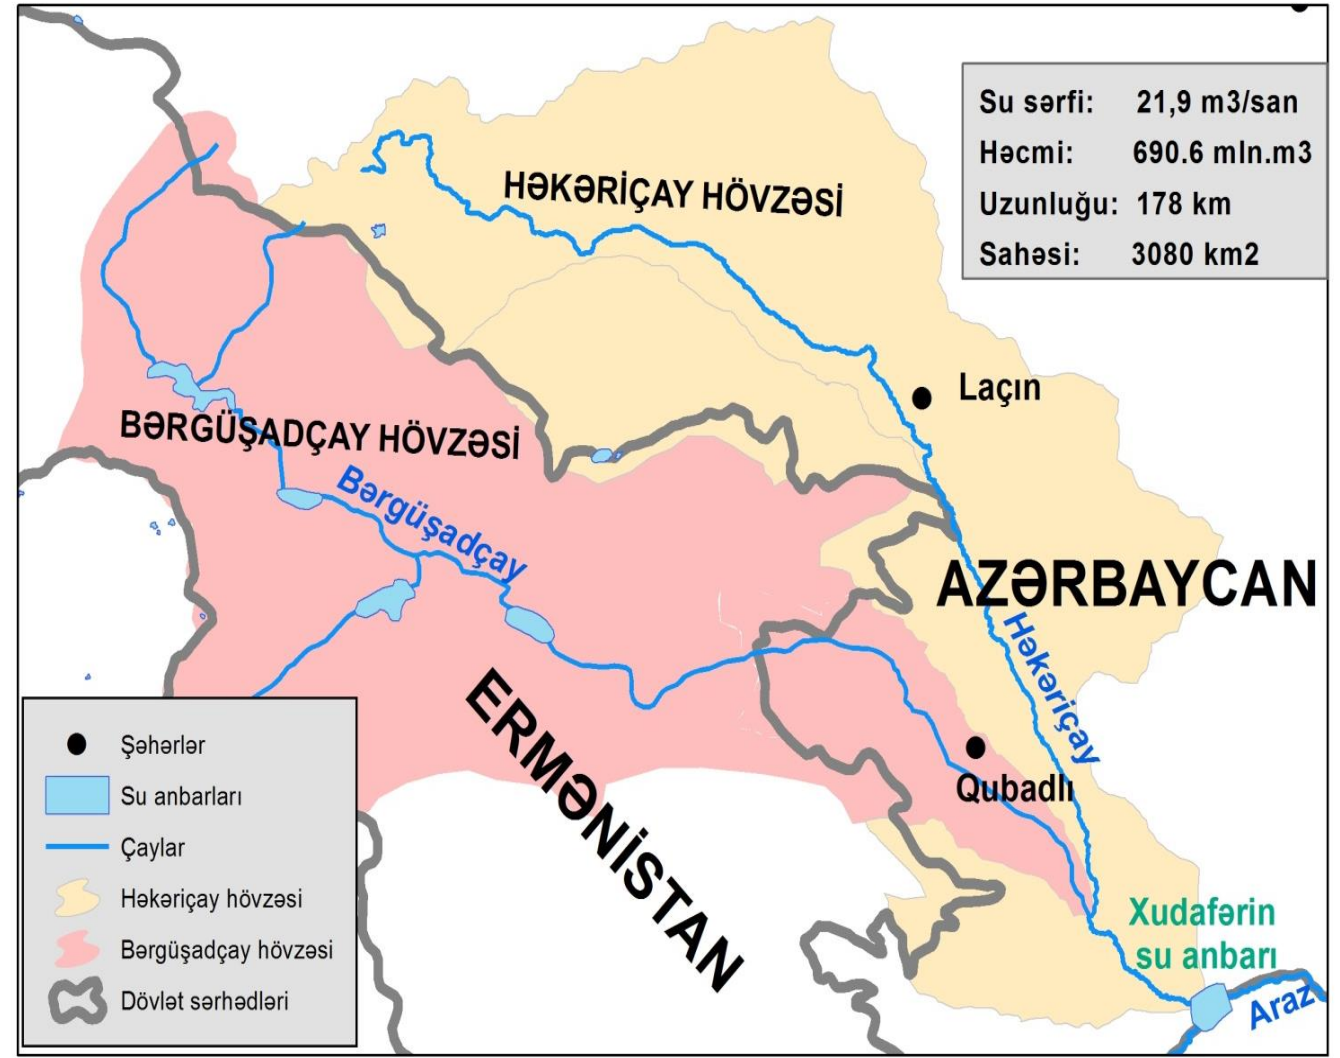 Su sərfi: 21,9 m3/san
Həcmi: 690.6 mln.m3
Uzunluğu: 178 km
Sahəsi: 3080 km2
HƏKƏRİÇAY HÖVZƏSİ
Laçın
BƏRGÜŞADÇAY HÖVZƏSİ
Bərgüşadçay
AZƏRBAYCAN
Həkəriçay
ERMƏNİSTAN
Qubadlı
Xudafərin
su anbarı
Araz
Şəhərlər
Su anbarları
Çaylar
Həkəriçay hövzəsi
Bərgüşadçay hövzəsi
Dövlət sərhədləri